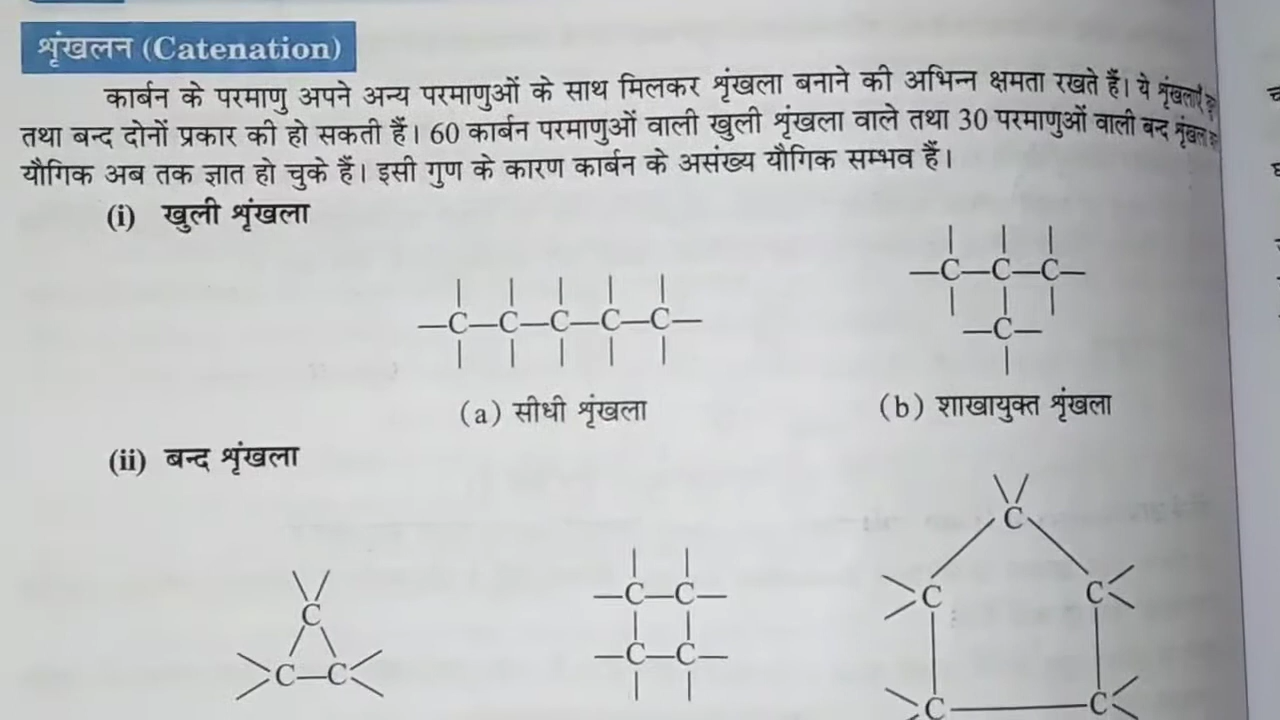 शृंखलन (Catenation)
कार्बन के परमाणु अपने अन्य परमाणुओं के साथ मिलकर शृंखला बनाने की अभिन्न क्षमता रखते हैं। ये शृंखलाएँ
तथा बन्द दोनों प्रकार की हो सकती हैं। 60 कार्बन परमाणुओं वाली खुली शृंखला वाले तथा 30 परमाणुओं वाली बन्द शृंखला
यौगिक अब तक ज्ञात हो चुके हैं। इसी गुण के कारण कार्बन के असंख्य यौगिक सम्भव हैं।
(i) खुली शृंखला
C C C
C C C C C
C
(a) सीधी शृंखला
(b) शाखायुक्त शृंखला
(ii) बन्द शृंखला
C
C C
C C
C
C C
C C
C C